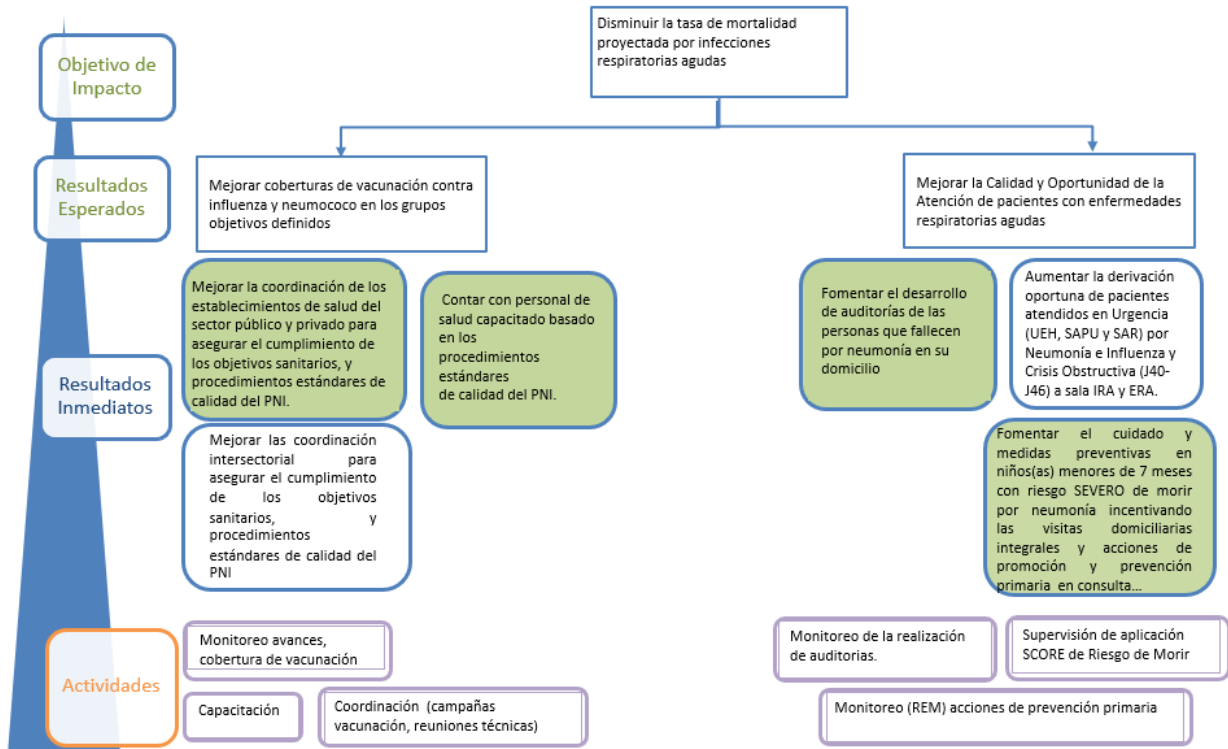 Disminuir la tasa de mortalidad
proyectada por infecciones
respiratorias agudas
Objetivo de
Impacto
Resultados
Esperados
Mejorar coberturas de vacunación contra
influenza y neumococo en los grupos
objetivos definidos
Mejorar la Calidad y Oportunidad de la
Atención de pacientes con enfermedades
respiratorias agudas
Resultados
Inmediatos
Mejorar la coordinación de los
establecimientos de salud del
sector público y privado para
asegurar el cumplimiento de
los objetivos sanitarios, y
procedimientos estándares de
calidad del PNI.
Contar con personal de
salud capacitado basado
en los
procedimientos
estándares
de calidad del PNI.
Fomentar el desarrollo
de auditorías de las
personas que fallecen
por neumonía en su
domicilio
Aumentar la derivación
oportuna de pacientes
atendidos en Urgencia
(UEH, SAPU y SAR) por
Neumonía e Influenza y
Crisis Obstructiva (J40-
J46) a sala IRA y ERA.
Mejorar las coordinación
intersectorial para
asegurar el cumplimiento
de los objetivos
sanitarios, y
procedimientos
estándares de calidad del
PNI
Fomentar el cuidado y
medidas preventivas en
niños(as) menores de 7 meses
con riesgo SEVERO de morir
por neumonía incentivando
las visitas domiciliarias
integrales y acciones de
promoción y prevención
primaria en consulta...
Actividades
Monitoreo avances,
cobertura de vacunación
Capacitación
Coordinación (campañas
vacunación, reuniones técnicas)
Monitoreo de la realización
de auditorias.
Supervisión de aplicación
SCORE de Riesgo de Morir
Monitoreo (REM) acciones de prevención primaria